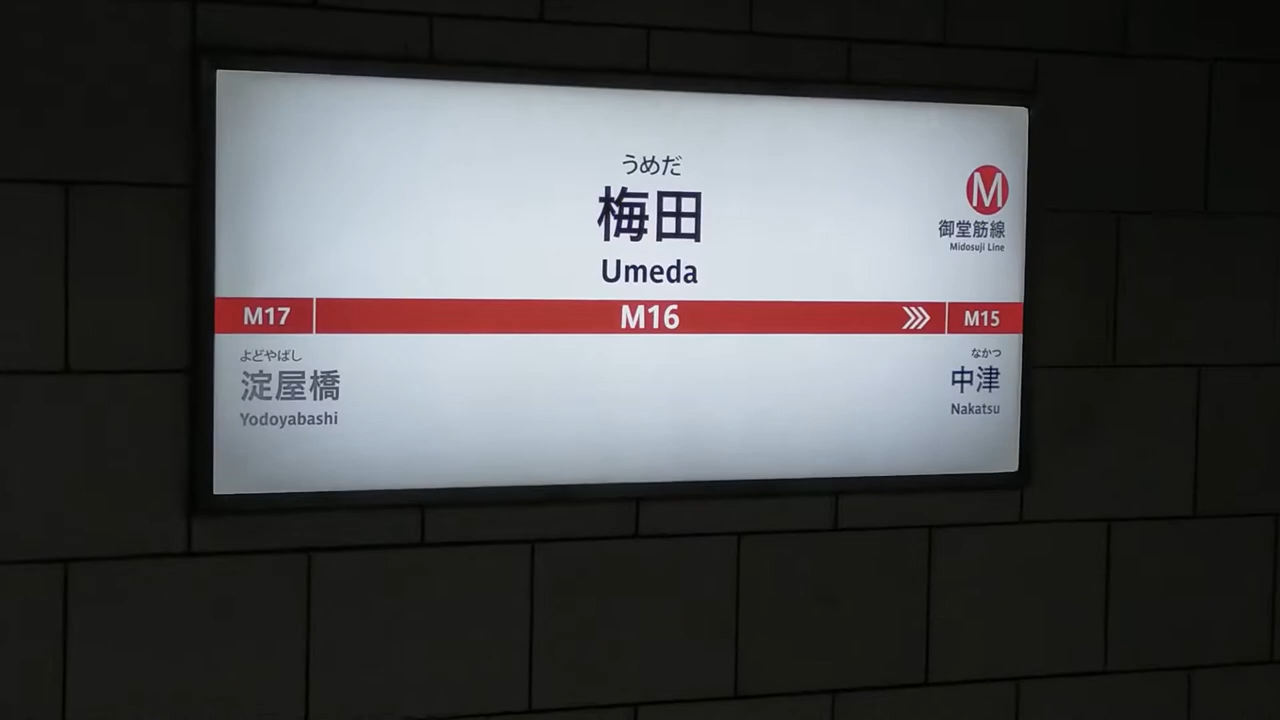 うめだ
梅田
Umeda
M
御堂筋線
Midosuji Line
M17
M16
M15
よどやばし
淀屋橋
Yodoyabashi
なかつ
中津
Nakatsu